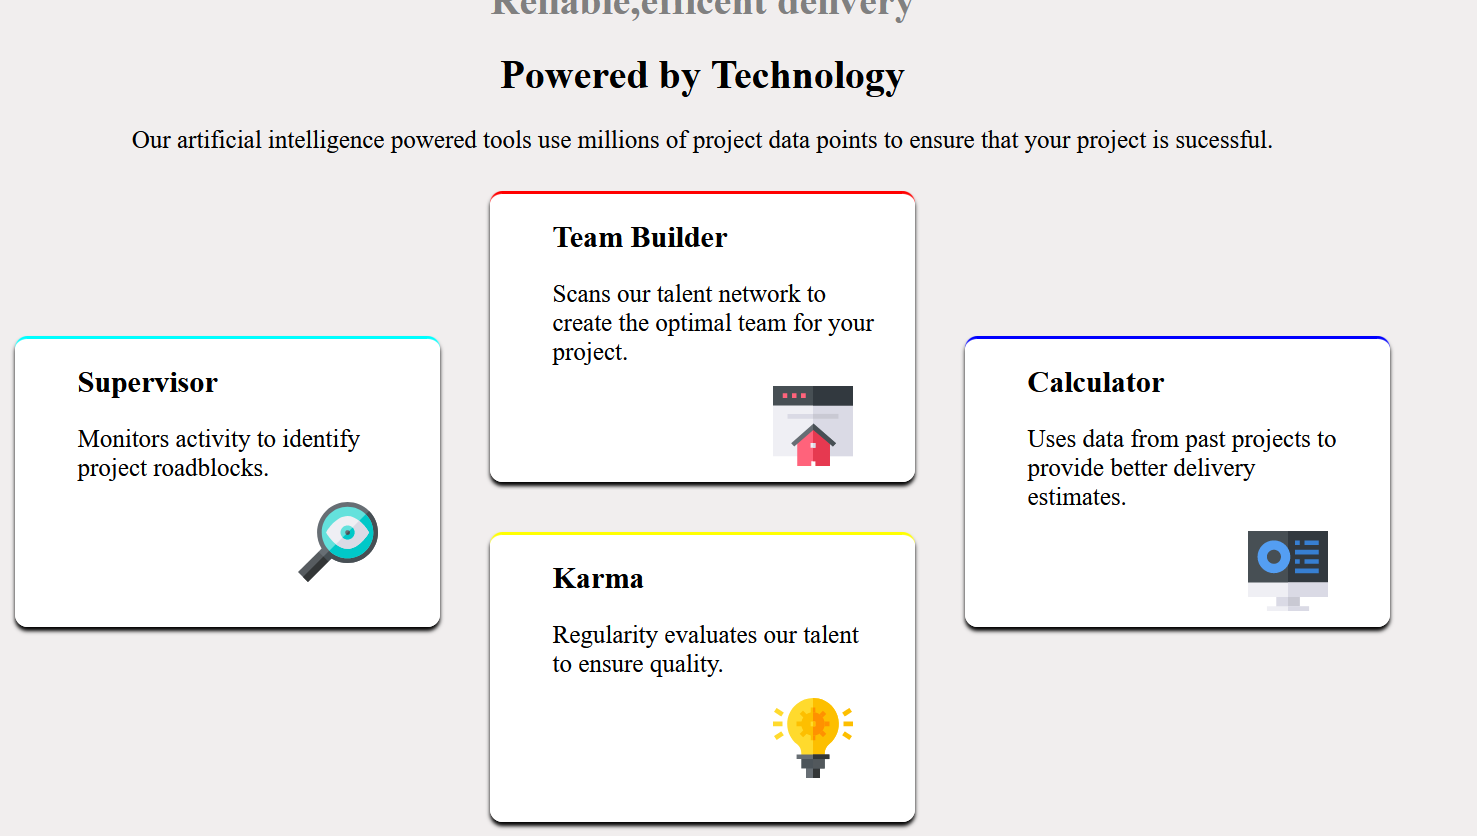 Reliable,efficent delivery
Powered by Technology
Our artificial intelligence powered tools use millions of project data points to ensure that your project is sucessful.
Team Builder
Scans our talent network to
create the optimal team for your
project.
Supervisor
Monitors activity to identify
project roadblocks.
Calculator
Uses data from past projects to
provide better delivery
estimates.
Karma
Regularity evaluates our talent
to ensure quality.